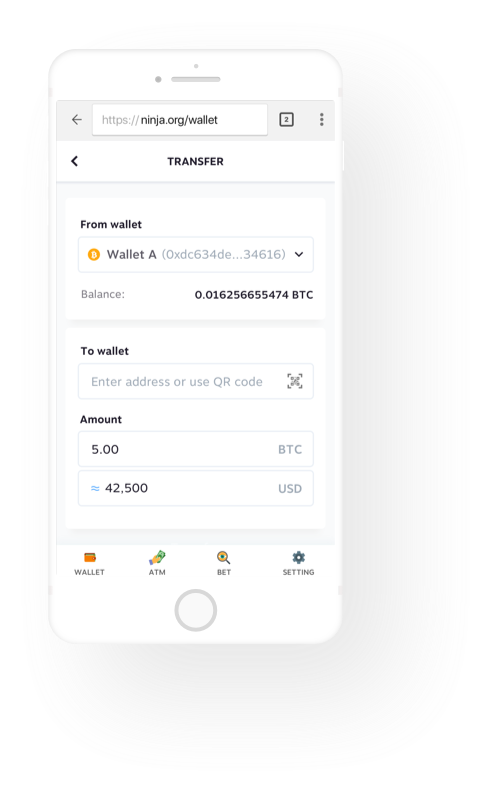 https://ninja.org/wallet 2
TRANSFER
From wallet
Wallet A (0xdc634de...34616)
Balance: 0.016256655474 BTC
To wallet
Enter address or use QR code
Amount
5.00 BTC
≈ 42,500 USD
WALLET ATM BET SETTING